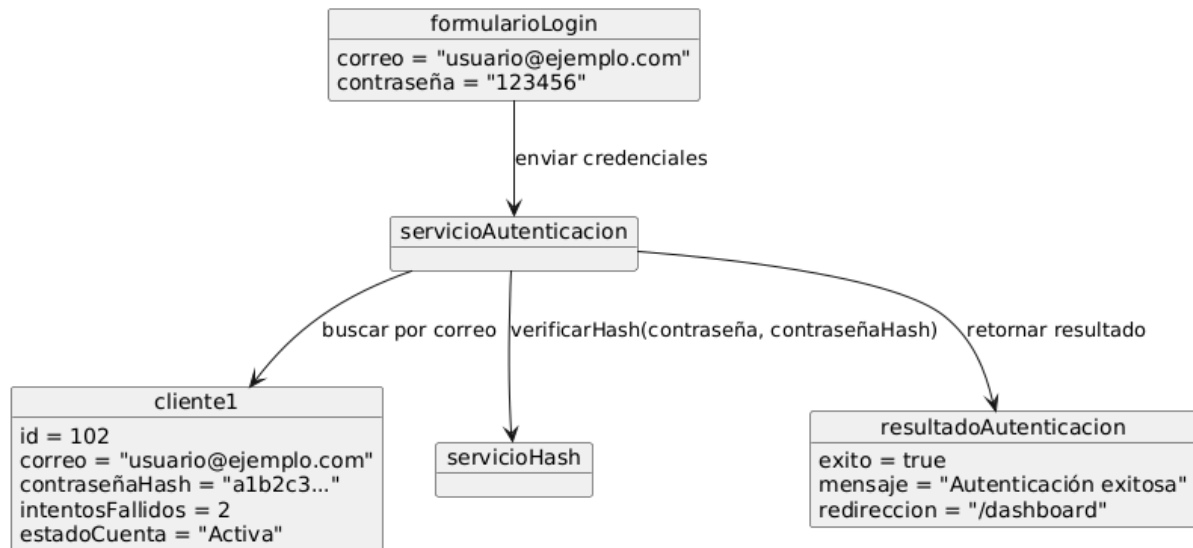 formularioLogin
correo = "usuario@ejemplo.com"
contraseña = "123456"
enviar credenciales
servicioAutenticacion
buscar por correo
verificarHash(contraseña, contraseñaHash)
retornar resultado
cliente1
id = 102
correo = "usuario@ejemplo.com"
contraseñaHash = "a1b2c3..."
intentosFallidos = 2
estadoCuenta = "Activa"
servicioHash
resultadoAutenticacion
exito = true
mensaje = "Autenticación exitosa"
redireccion = "/dashboard"